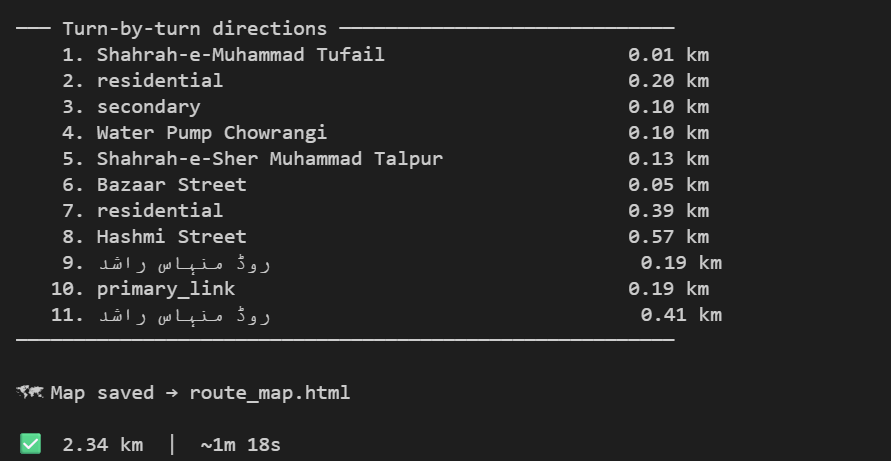 Turn-by-turn directions
1. Shahrah-e-Muhammad Tufail 0.01 km
2. residential 0.20 km
3. secondary 0.10 km
4. Water Pump Chowrangi 0.10 km
5. Shahrah-e-Sher Muhammad Talpur 0.13 km
6. Bazaar Street 0.05 km
7. residential 0.39 km
8. Hashmi Street 0.57 km
9. روڈ منہاس راشد 0.19 km
10. primary_link 0.19 km
11. روڈ منہاس راشد 0.41 km
🗺 Map saved → route_map.html
✅ 2.34 km | ~1m 18s